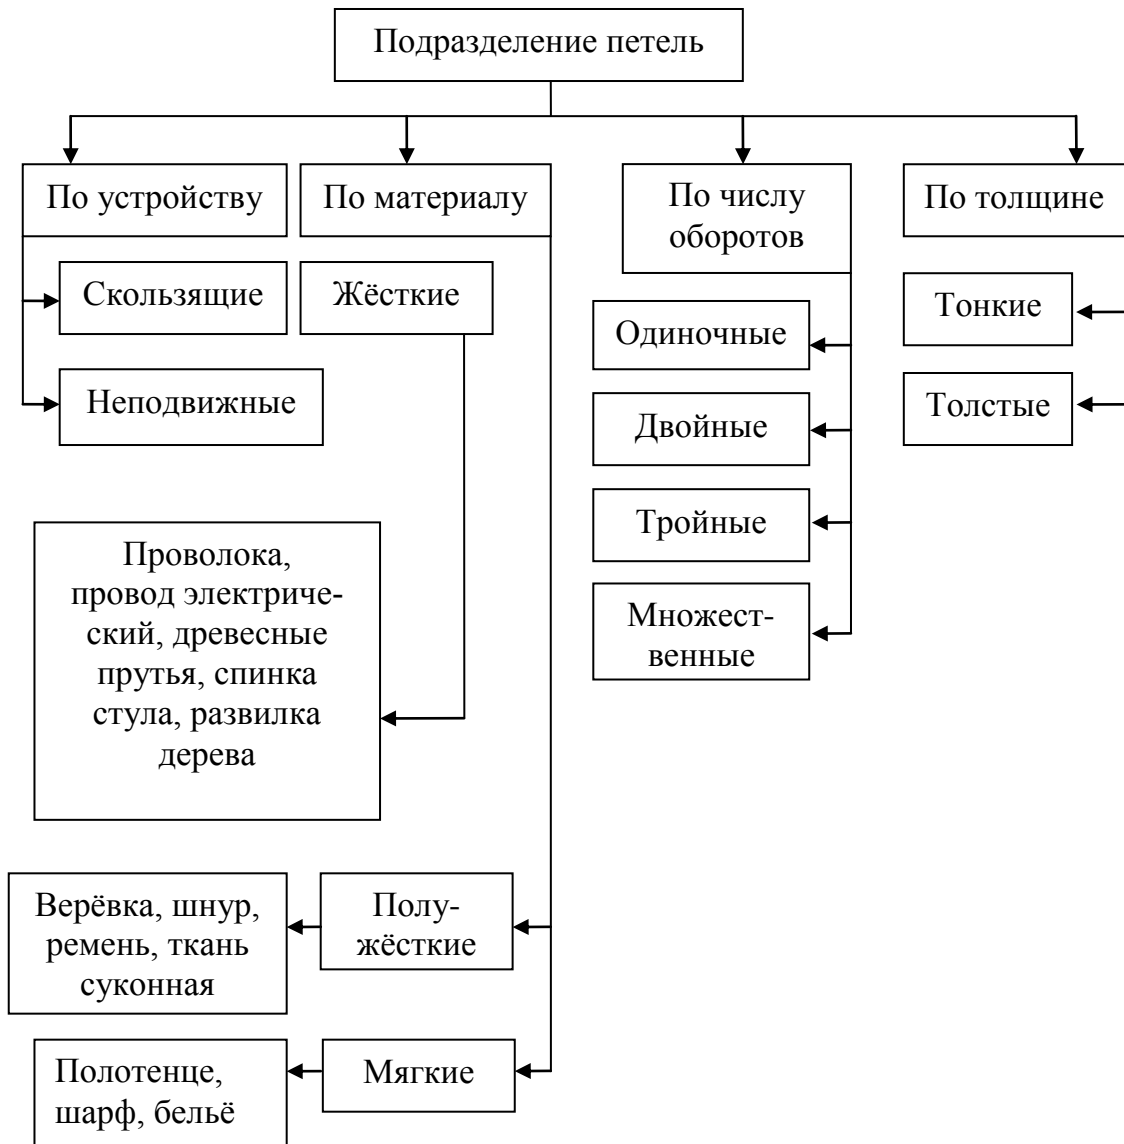 Подразделение петель
По устройству
По материалу
По числу
оборотов
По толщине
Скользящие
Жёсткие
Тонкие
Одиночные
Неподвижные
Толстые
Двойные
Тройные
Проволока,
провод электриче-
ский, древесные
прутья, спинка
стула, развилка
дерева
Множест-
венные
Верёвка, шнур,
ремень, ткань
суконная
Полу-
жёсткие
Полотенце,
шарф, бельё
Мягкие